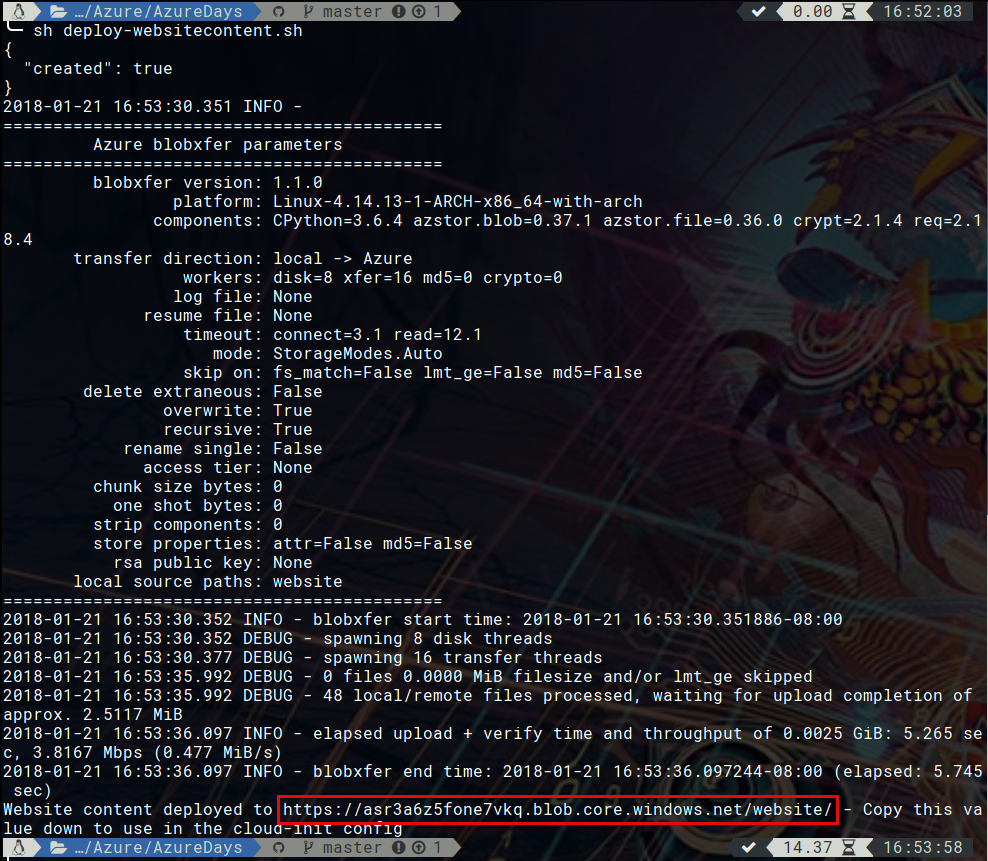 …/Azure/AzureDays master 1 0.00 16:52:03
sh deploy-websitecontent.sh
{
"created": true
}
2018-01-21 16:53:30.351 INFO -
============================================
Azure blobxfer parameters
============================================
blobxfer version: 1.1.0
platform: Linux-4.14.13-1-ARCH-x86_64-with-arch
components: CPython=3.6.4 azstor.blob=0.37.1 azstor.file=0.36.0 crypt=2.1.4 req=2.1
8.4
transfer direction: local -> Azure
workers: disk=8 xfer=16 md5=0 crypto=0
log file: None
resume file: None
timeout: connect=3.1 read=12.1
mode: StorageModes.Auto
skip on: fs_match=False lmt_ge=False md5=False
delete extraneous: False
overwrite: True
recursive: True
rename single: False
access tier: None
chunk size bytes: 0
one shot bytes: 0
strip components: 0
store properties: attr=False md5=False
rsa public key: None
local source paths: website
============================================
2018-01-21 16:53:30.352 INFO - blobxfer start time: 2018-01-21 16:53:30.351886-08:00
2018-01-21 16:53:30.352 DEBUG - spawning 8 disk threads
2018-01-21 16:53:30.377 DEBUG - spawning 16 transfer threads
2018-01-21 16:53:35.992 DEBUG - 0 files 0.0000 MiB filesize and/or lmt_ge skipped
2018-01-21 16:53:35.992 DEBUG - 48 local/remote files processed, waiting for upload completion of
approx. 2.5117 MiB
2018-01-21 16:53:36.097 INFO - elapsed upload + verify time and throughput of 0.0025 GiB: 5.265 se
c, 3.8167 Mbps (0.477 MiB/s)
2018-01-21 16:53:36.097 INFO - blobxfer end time: 2018-01-21 16:53:36.097244-08:00 (elapsed: 5.745
sec)
Website content deployed to https://asr3a6z5fone7vkq.blob.core.windows.net/website/ - Copy this va
lue down to use in the cloud-init config
…/Azure/AzureDays master 1 14.37 16:53:58